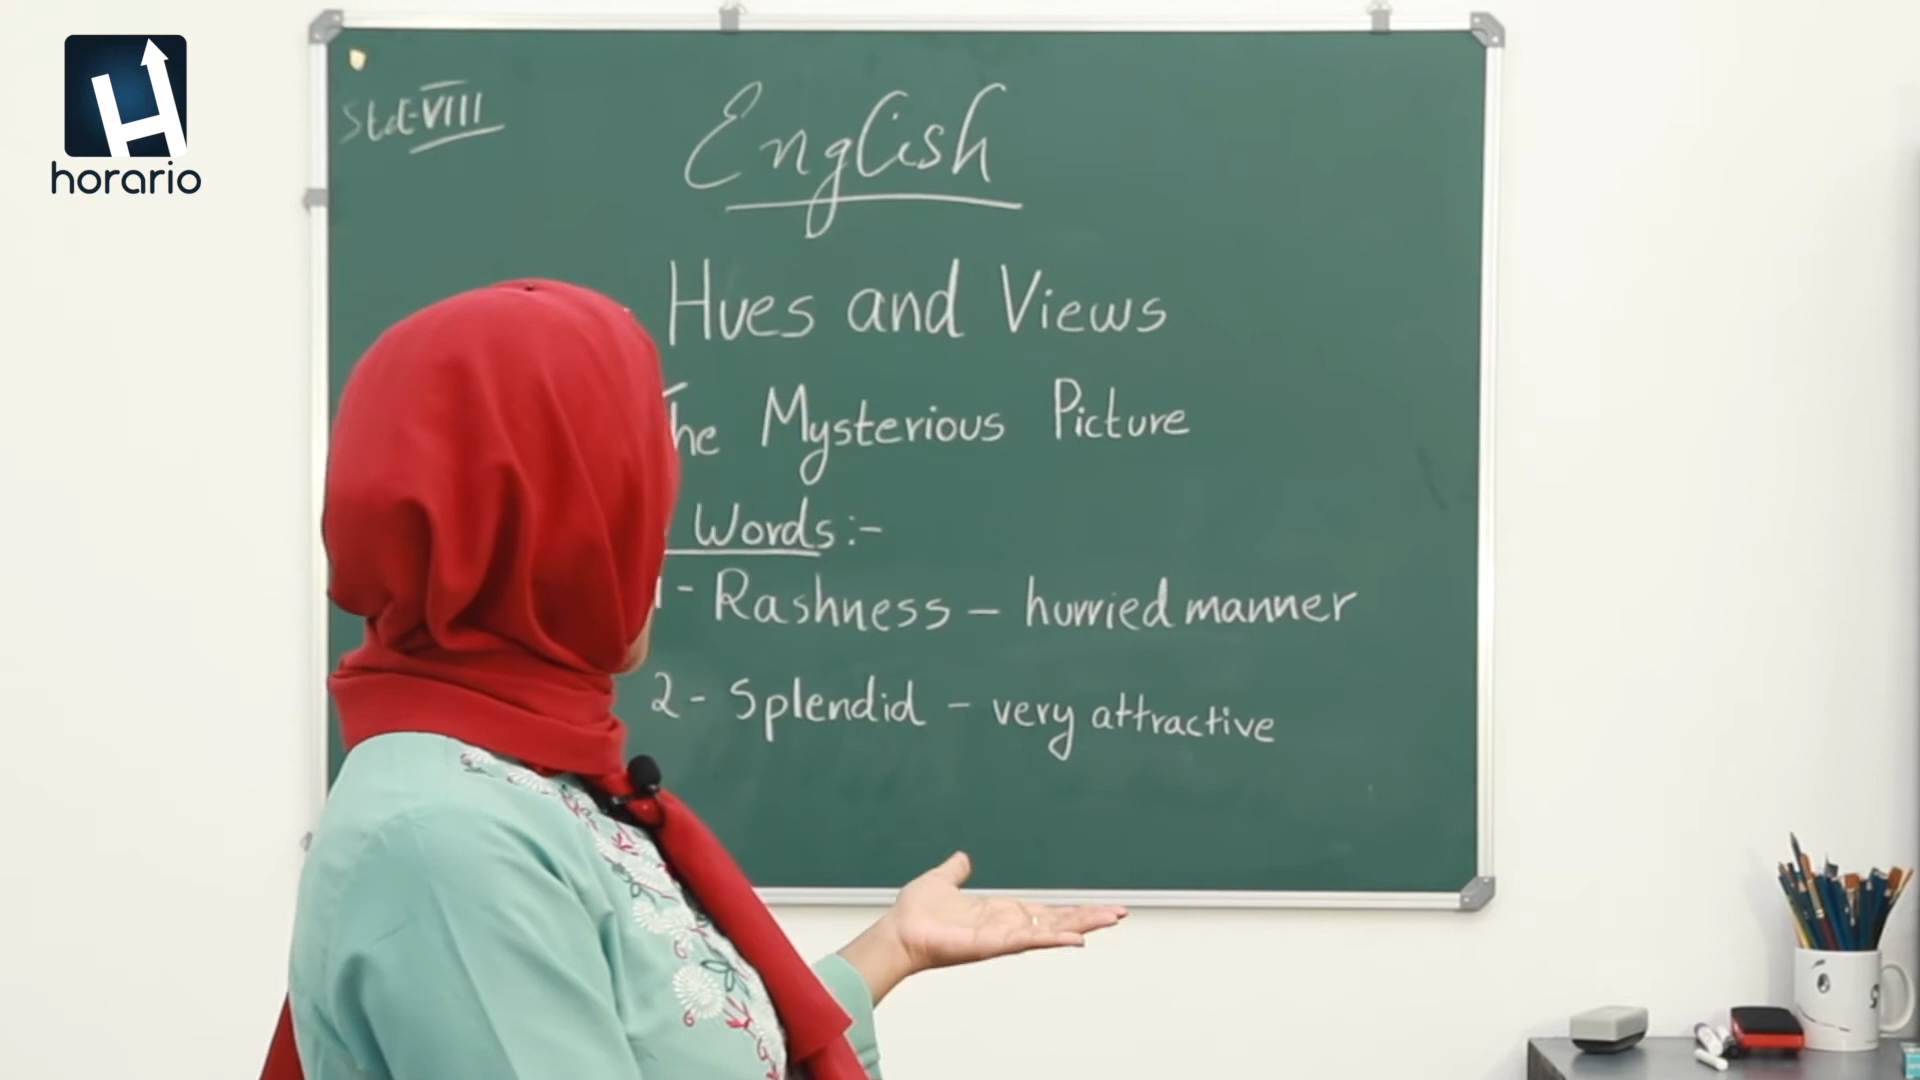 horario
Std-VIII
English
Hues and Views
The Mysterious Picture
Words:-
1- Rashness - hurried manner
2- Splendid - very attractive